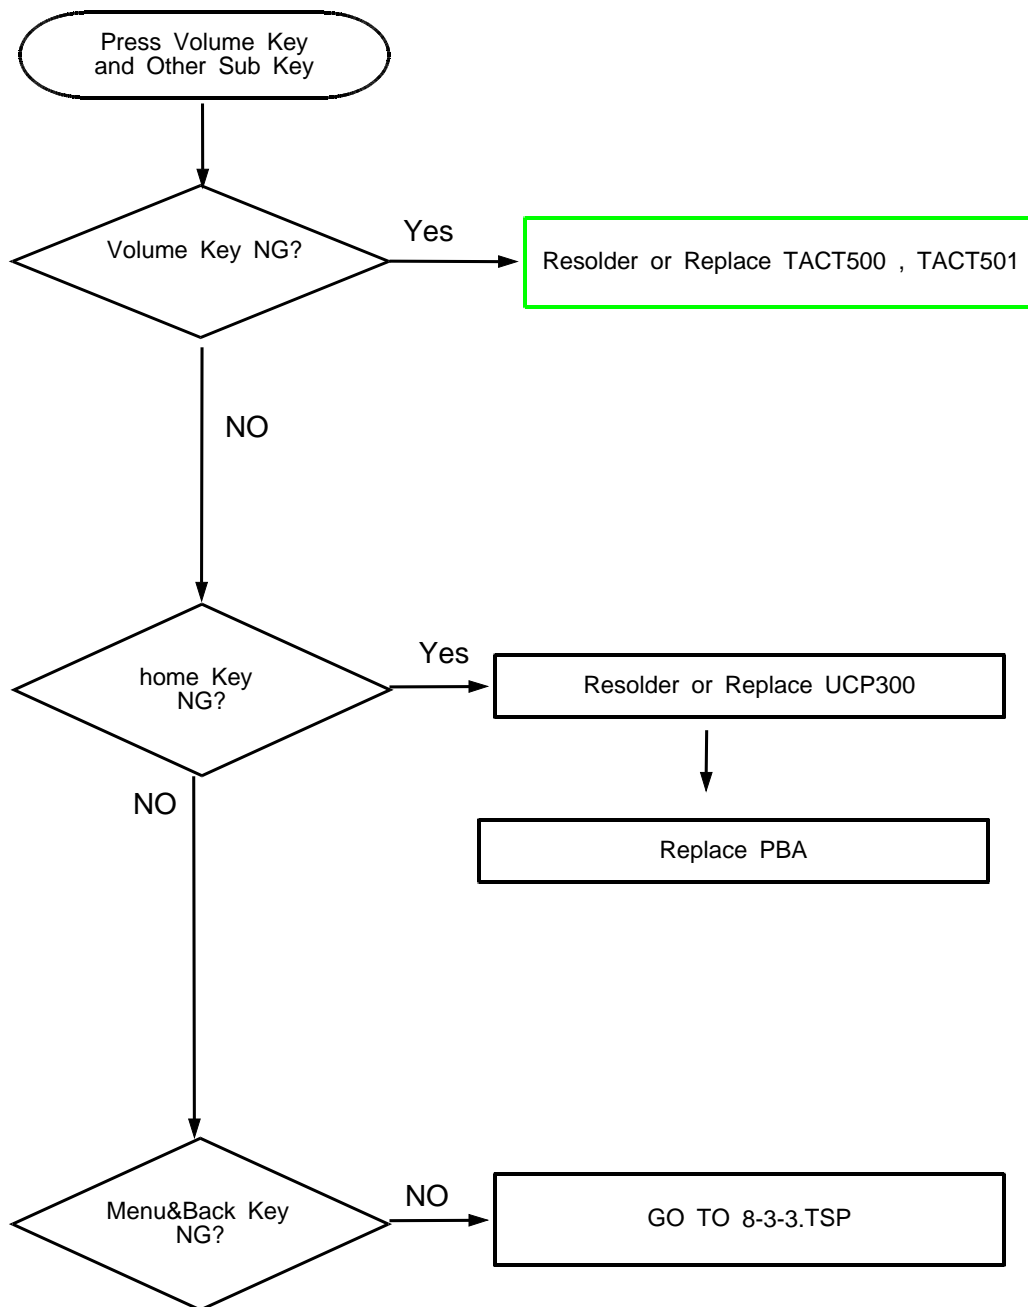 Press Volume Key
and Other Sub Key
Volume Key NG?
Yes
Resolder or Replace TACT500 , TACT501
NO
home Key
NG?
Yes
Resolder or Replace UCP300
NO
Replace PBA
Menu&Back Key
NG?
NO
GO TO 8-3-3.TSP